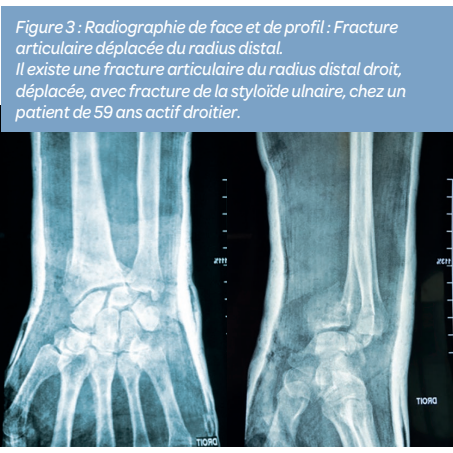 Figure 3 : Radiographie de face et de profil : Fracture
articulaire déplacée du radius distal.
Il existe une fracture articulaire du radius distal droit,
déplacée, avec fracture de la styloïde ulnaire, chez un
patient de 59 ans actif droitier.
DROIT
DROIT